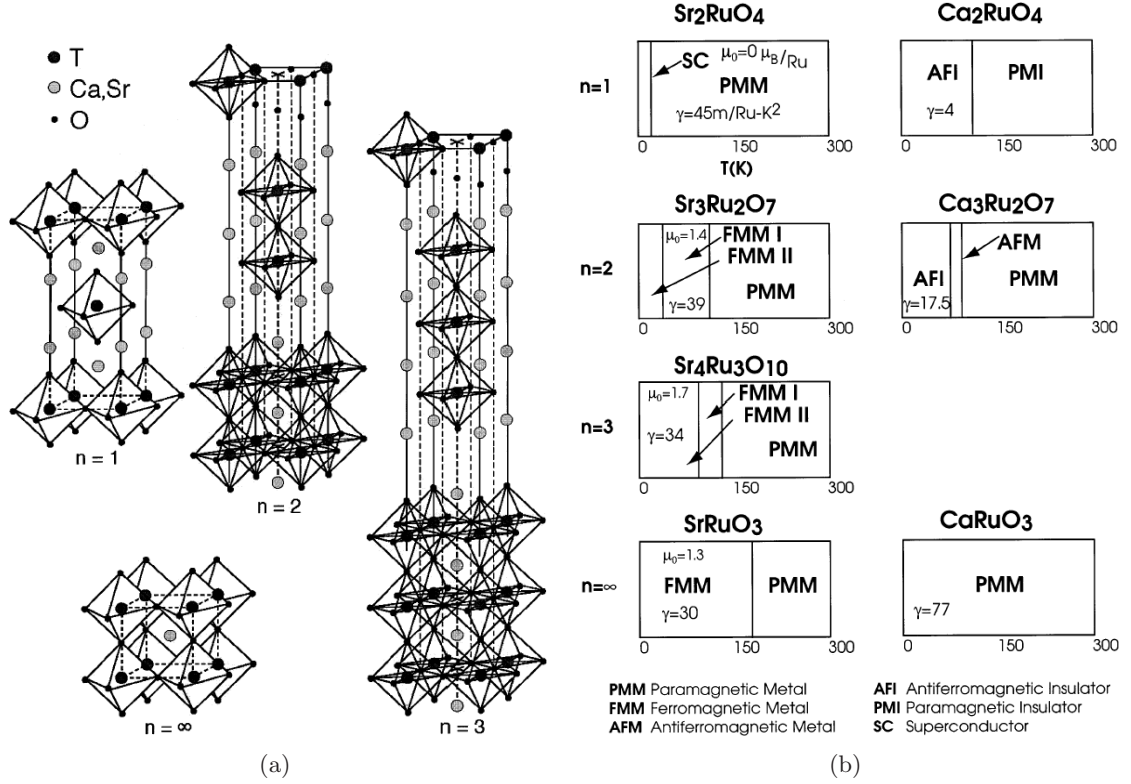 T
Ca,Sr
O
n = 1
n = 2
n = ∞
n = 3
(a)
Sr2RuO4
Ca2RuO4
n=1
SC
μ0=0 μB/Ru
PMM
γ=45m/Ru-K²
0
150
300
T(K)
AFI
PMI
γ=4
0
150
300
Sr3Ru2O7
Ca3Ru2O7
n=2
μ0=1.4
FMM I
FMM II
γ=39
PMM
0
150
300
AFM
AFI
PMM
γ=17.5
0
150
300
Sr4Ru3O10
n=3
μ0=1.7
FMM I
FMM II
γ=34
PMM
0
150
300
SrRuO3
CaRuO3
n=∞
μ0=1.3
FMM
PMM
γ=30
0
150
300
PMM
γ=77
0
150
300
PMM Paramagnetic Metal
FMM Ferromagnetic Metal
AFM Antiferromagnetic Metal
AFI Antiferromagnetic Insulator
PMI Paramagnetic Insulator
SC Superconductor
(b)